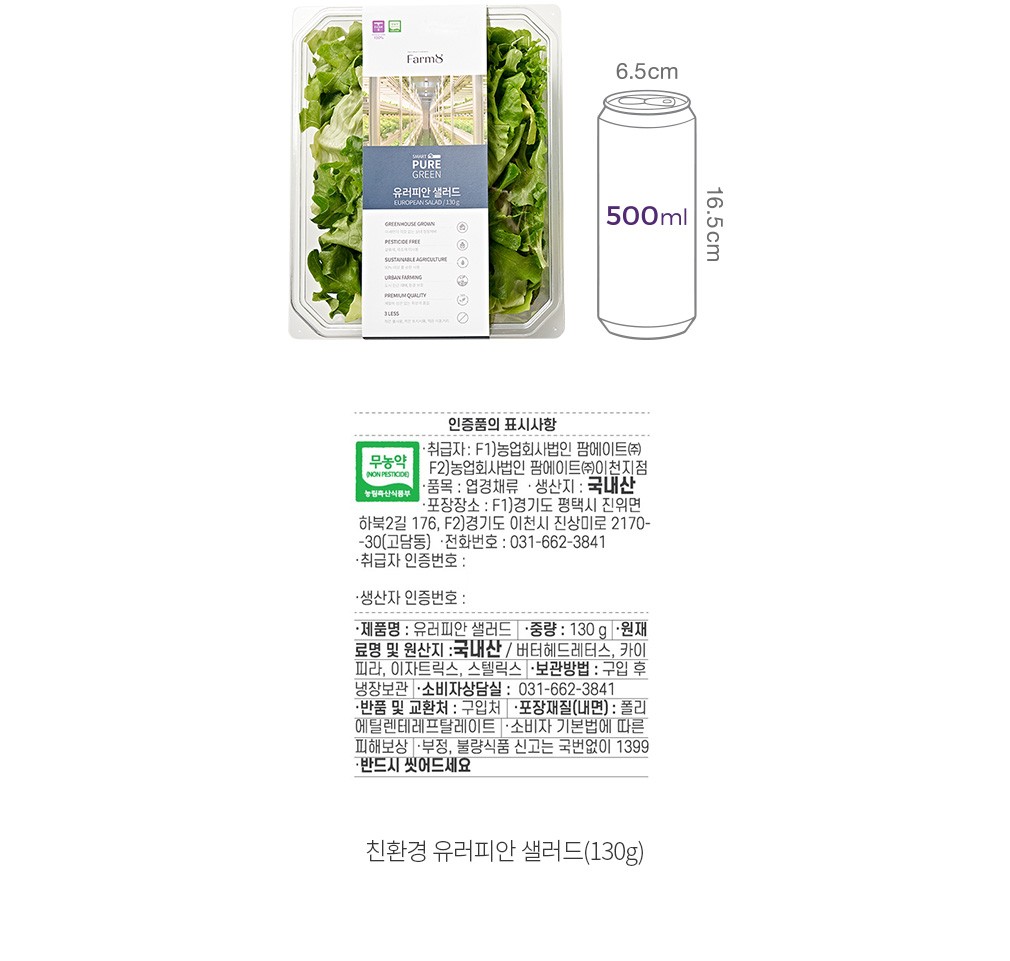 Farm8
SMART
PURE
GREEN
유러피안 샐러드
EUROPEAN SALAD / 130 g
GREENHOUSE GROWN
PESTICIDE FREE
SUSTAINABLE AGRICULTURE
URBAN FARMING
PREMIUM QUALITY
3 LESS
6.5cm
500ml
16.5cm
인증품의 표시사항
무농약
(NON PESTICIDE)
농림축산식품부
·취급자 : F1)농업회사법인 팜에이트㈜
F2)농업회사법인 팜에이트㈜이천지점
·품목 : 엽경채류 ·생산지 : 국내산
·포장장소 : F1)경기도 평택시 진위면
하북2길 176, F2)경기도 이천시 진상미로 2170-
-30(고담동) ·전화번호 : 031-662-3841
·취급자 인증번호 :
·생산자 인증번호 :
·제품명 : 유러피안 샐러드 ·중량 : 130 g ·원재
료명 및 원산지 :국내산 / 버터헤드레터스, 카이
피라, 이자트릭스, 스텔릭스 ·보관방법 : 구입 후
냉장보관 ·소비자상담실 : 031-662-3841
·반품 및 교환처 : 구입처 ·포장재질(내면) : 폴리
에틸렌테레프탈레이트 ·소비자 기본법에 따른
피해보상 ·부정, 불량식품 신고는 국번없이 1399
·반드시 씻어드세요
친환경 유러피안 샐러드(130g)